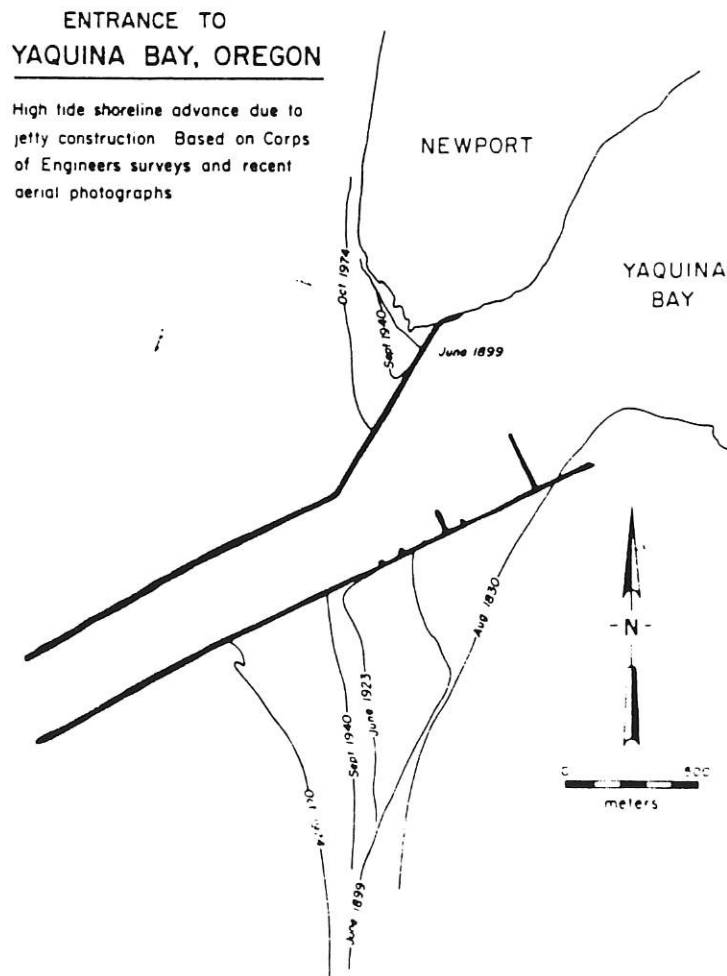 ENTRANCE TO
YAQUINA BAY, OREGON
High tide shoreline advance due to
jetty construction Based on Corps
of Engineers surveys and recent
aerial photographs
NEWPORT
YAQUINA
BAY
Oct 1974
Sept 1940
June 1899
Aug 1830
June 1923
Sept 1940
Oct
June 1899
-N-
0
meters